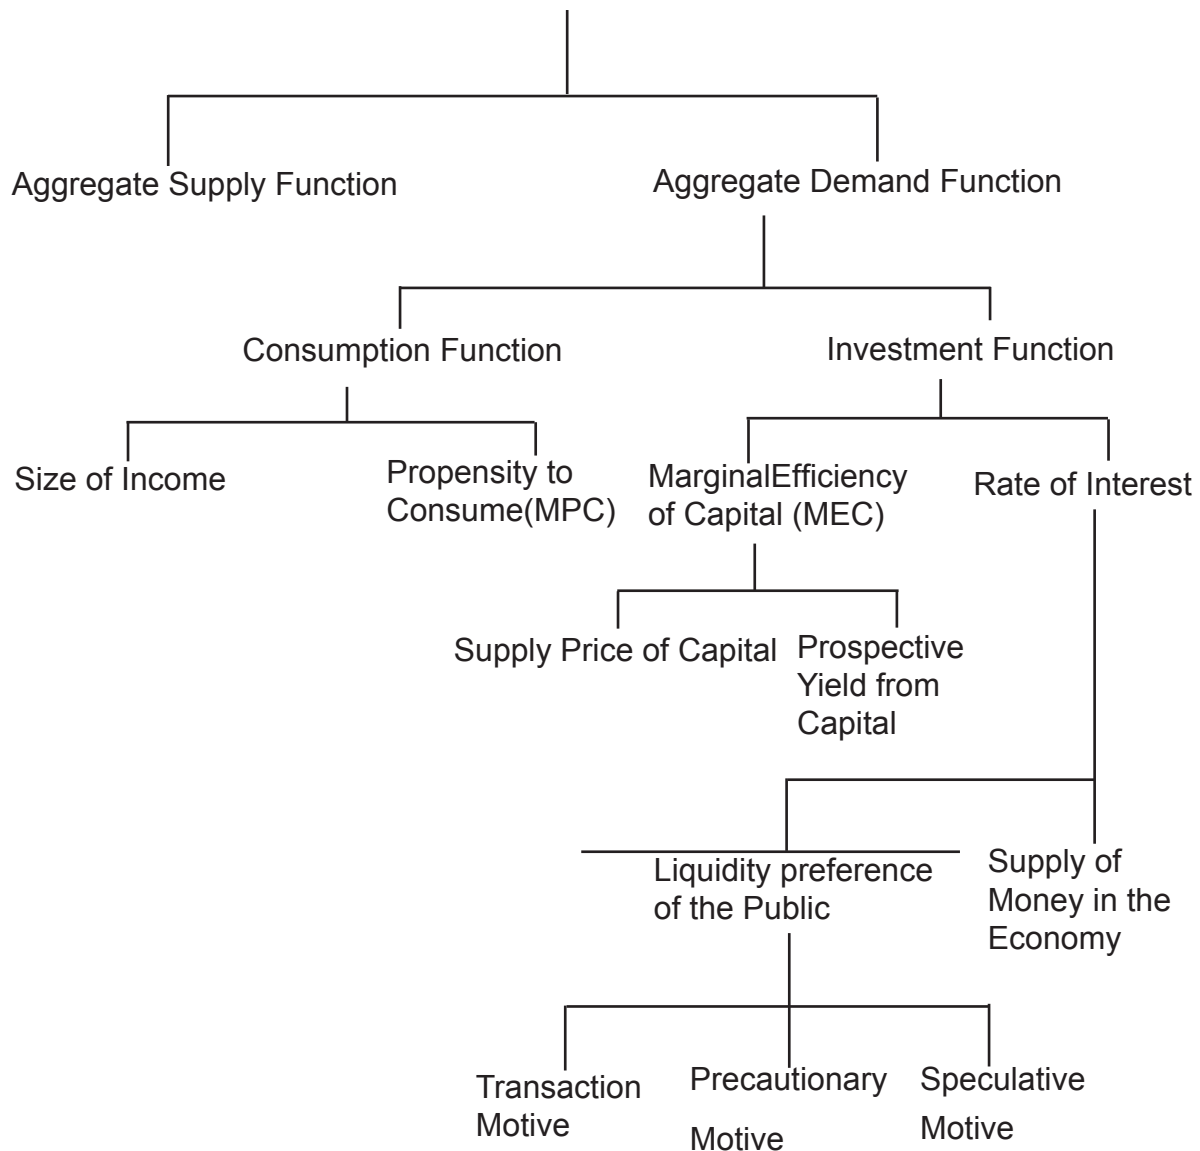 Aggregate Supply Function
Aggregate Demand Function
Consumption Function
Investment Function
Size of Income
Propensity to
Consume(MPC)
MarginalEfficiency
of Capital (MEC)
Rate of Interest
Supply Price of Capital
Prospective
Yield from
Capital
Liquidity preference
of the Public
Supply of
Money in the
Economy
Transaction
Motive
Precautionary
Motive
Speculative
Motive